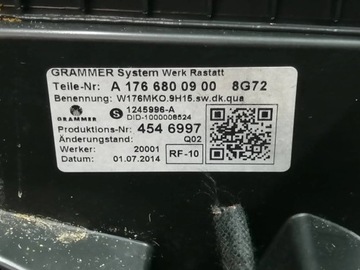 GRAMMER System Werk Rastatt
Teile-Nr: A 176 680 09 00 8G72
Benennung: W176MKO.9H15.sw.dk.qua
GRAMMER S 1245996-A
DID-1000008524
Produktions-Nr: 454 6997
Änderungsstand: Q02
Werker: 20001
Datum: 01.07.2014 RF-10